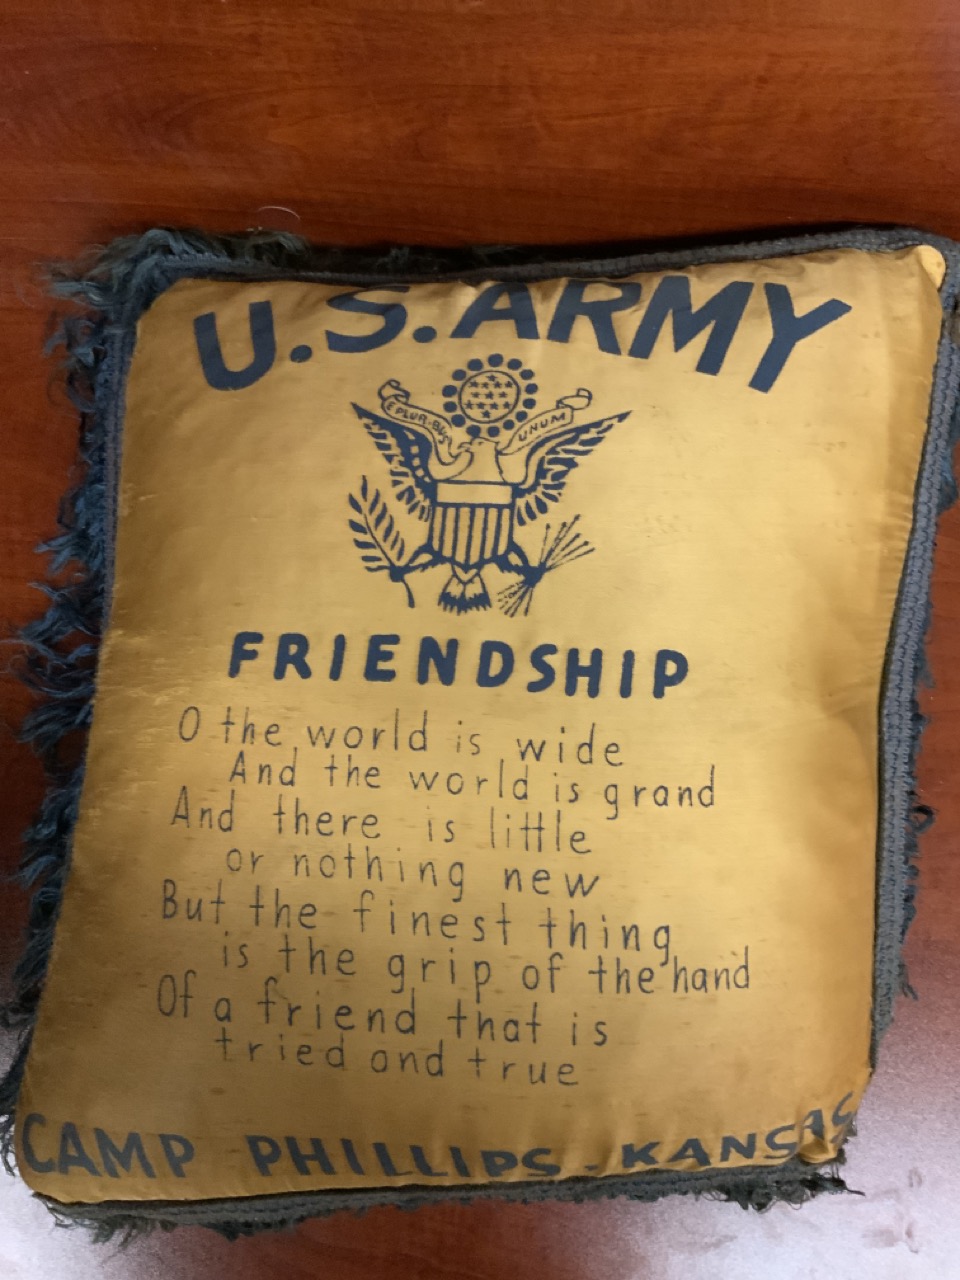 U.S.ARMY
E PLUR·BUS UNUM
FRIENDSHIP
O the world is wide
And the world is grand
And there is little
or nothing new
But the finest thing
is the grip of the hand
Of a friend that is
tried and true
CAMP PHILLIPS - KANSAS